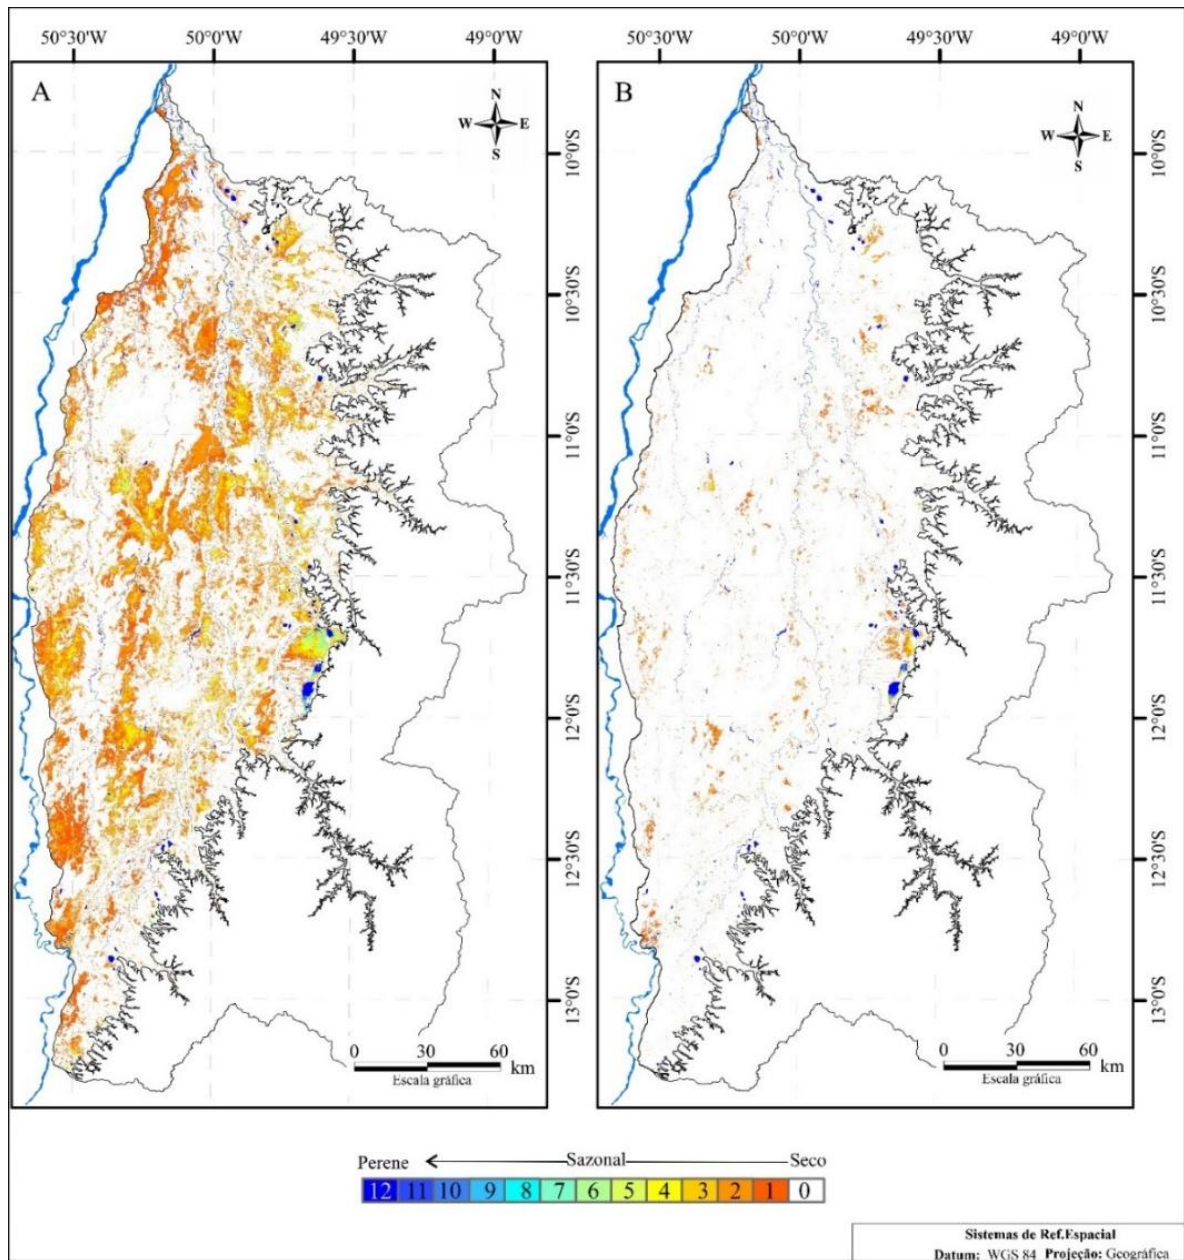 50°30'W 50°0'W 49°30'W 49°0'W
50°30'W 50°0'W 49°30'W 49°0'W
A
N
W E
S
B
N
W E
S
10°0'S
10°30'S
11°0'S
11°30'S
12°0'S
12°30'S
13°0'S
10°0'S
10°30'S
11°0'S
11°30'S
12°0'S
12°30'S
13°0'S
0 30 60
km
Escala gráfica
0 30 60
km
Escala gráfica
Perene Sazonal Seco
12 11 10 9 8 7 6 5 4 3 2 1 0
Sistemas de Ref.Espacial
Datum: WGS 84 Projeção: Geográfica